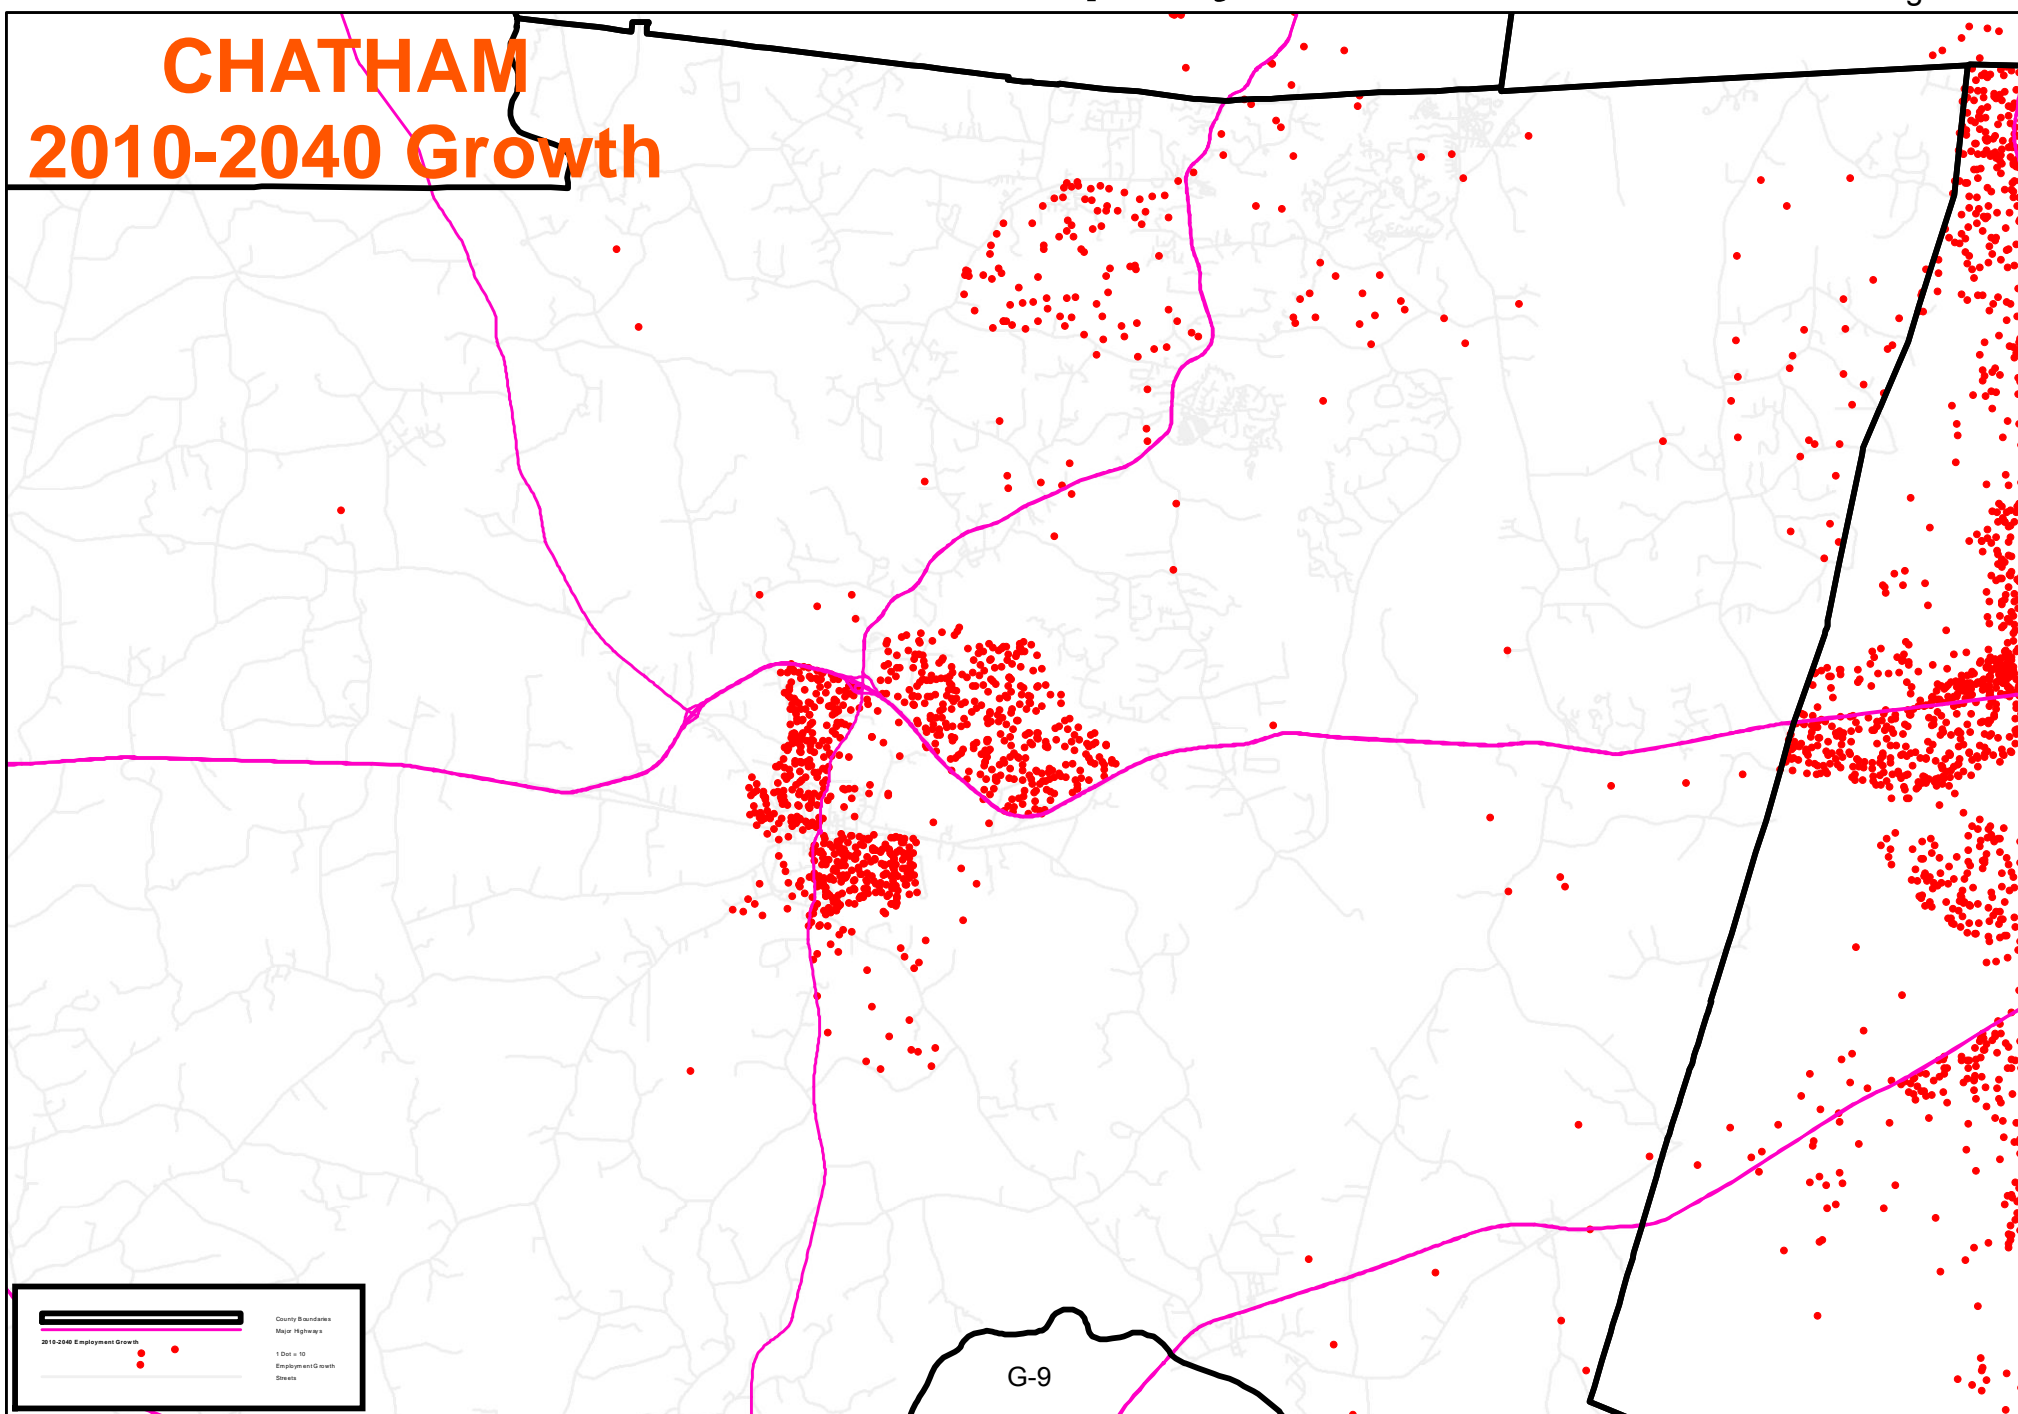 CHATHAM
2010-2040 Growth
County Boundaries
Major Highways
2010-2040 Employment Growth
1 Dot = 10
Employment Growth
Streets
G-9